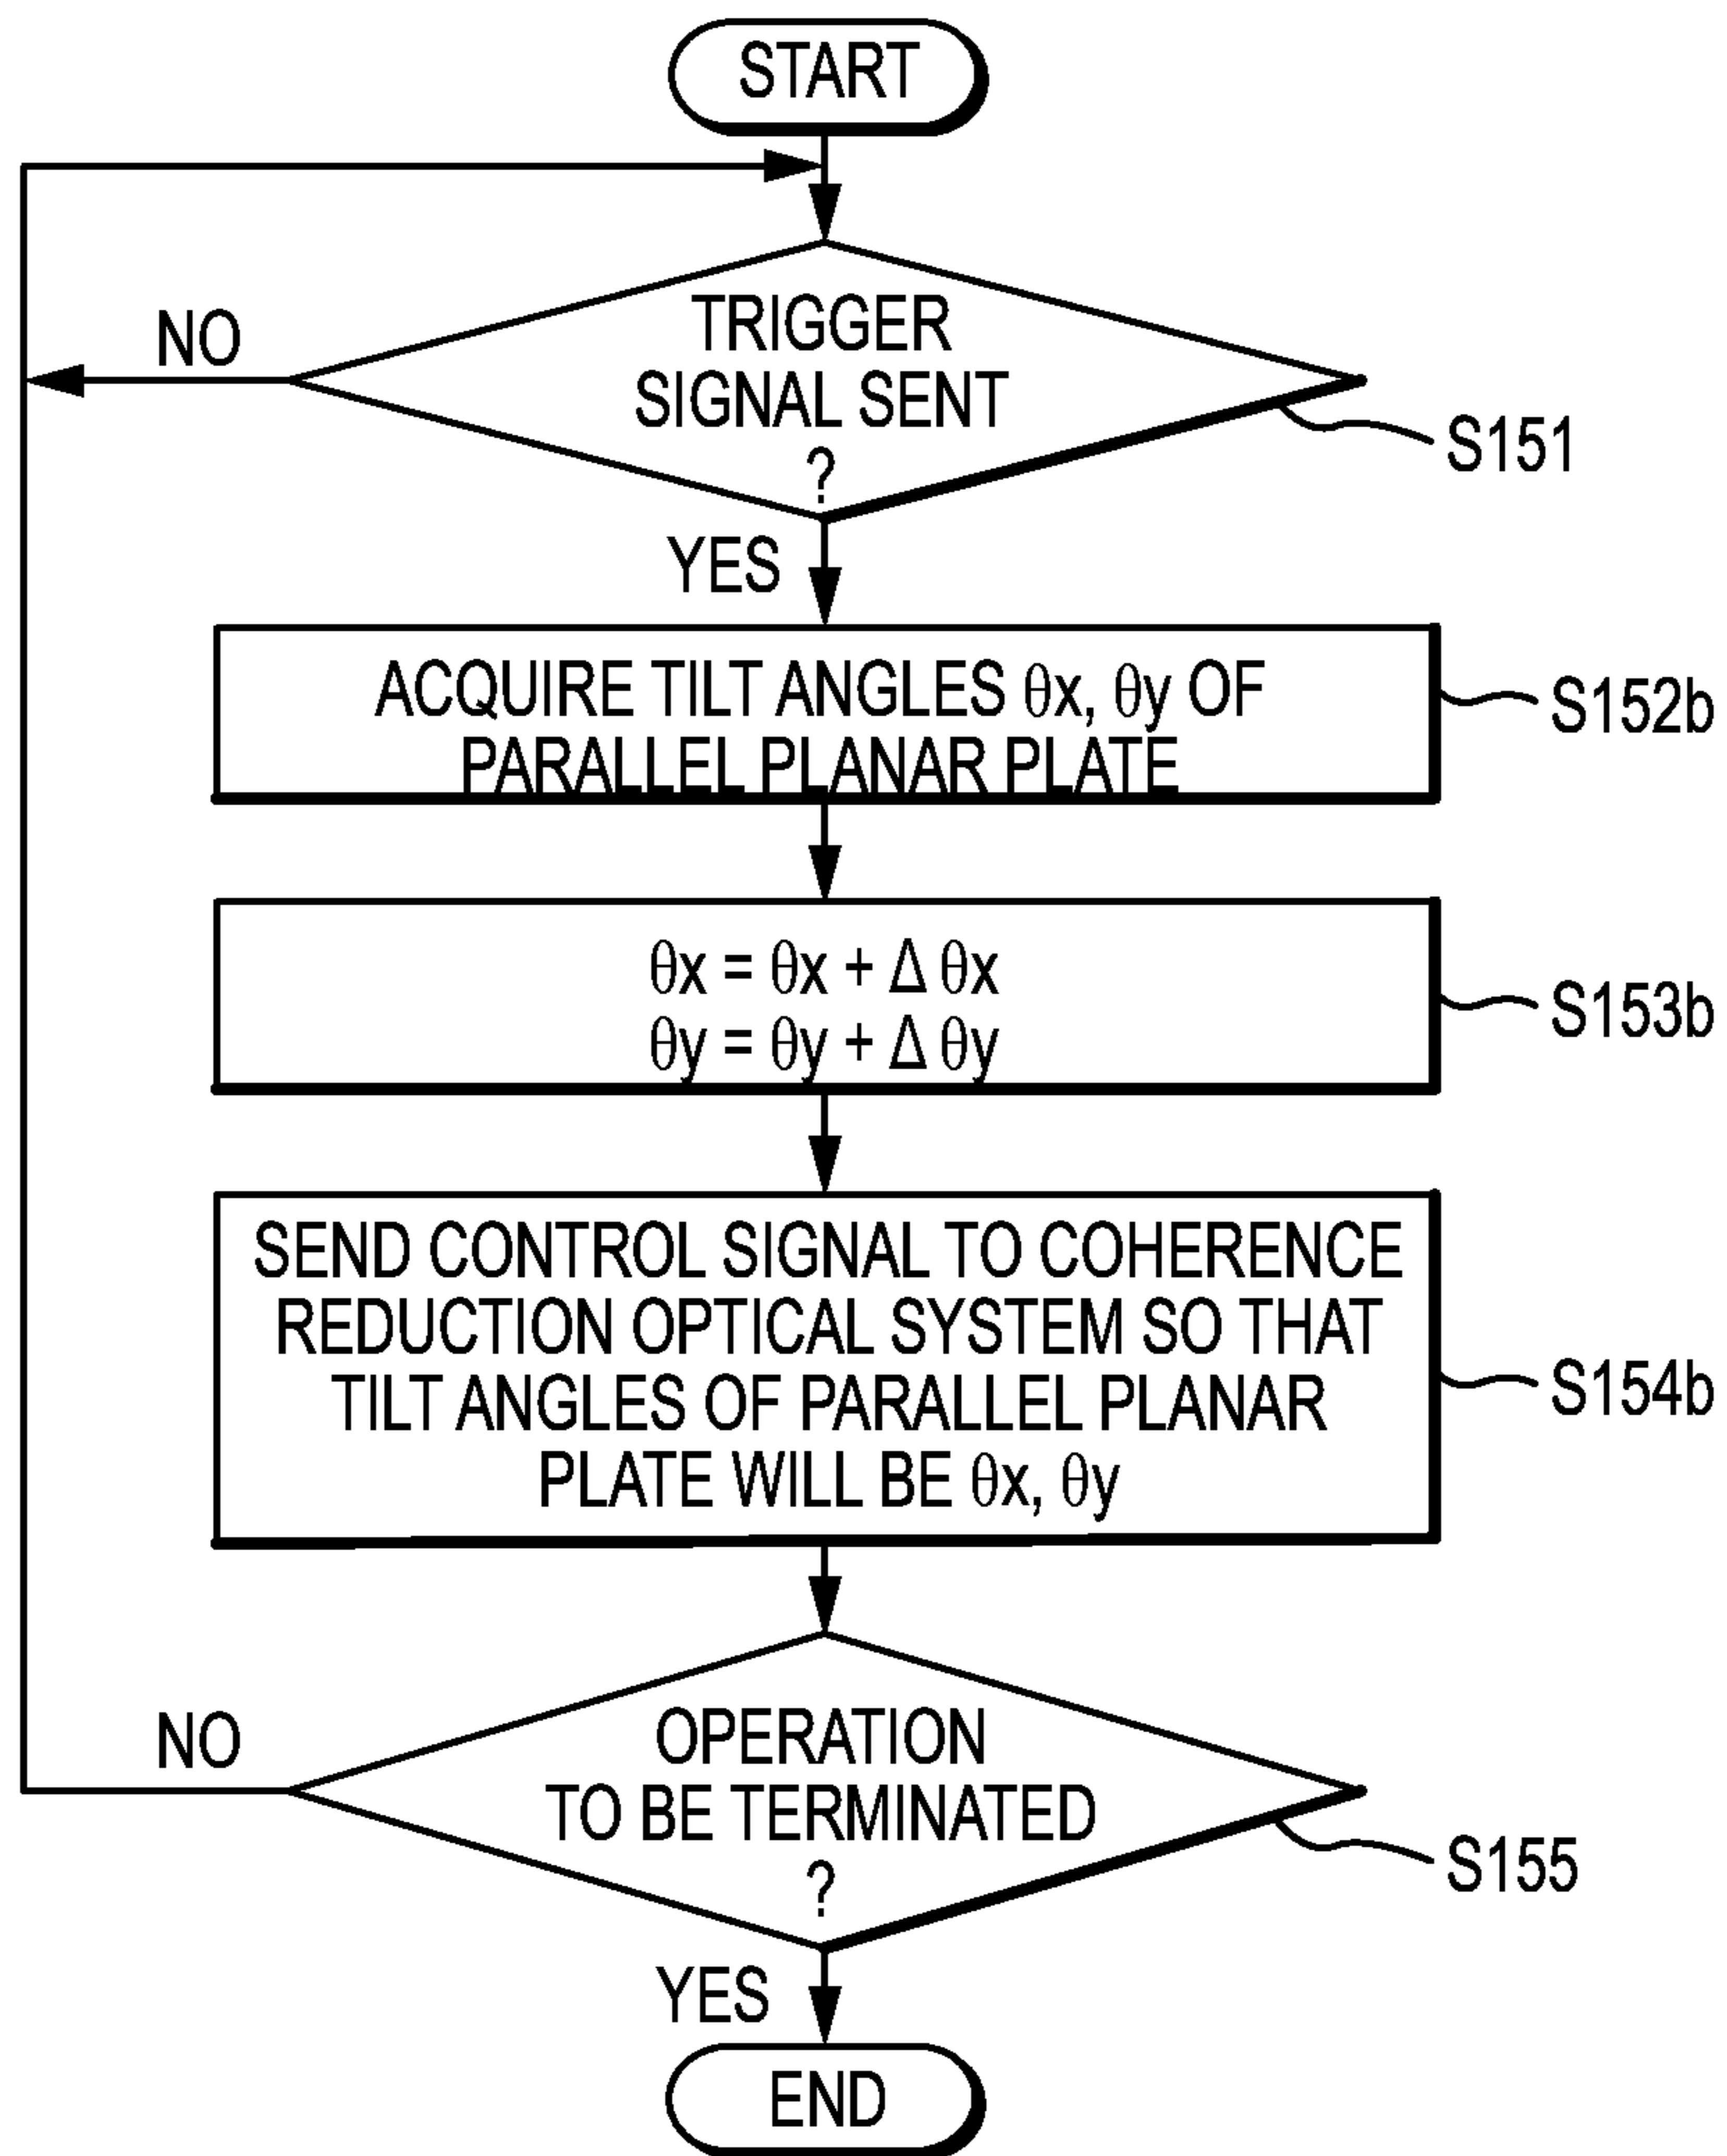 START
NO
TRIGGER
SIGNAL SENT
?
S151
YES
ACQUIRE TILT ANGLES θx, θy OF
PARALLEL PLANAR PLATE
S152b
θx = θx + Δ θx
θy = θy + Δ θy
S153b
SEND CONTROL SIGNAL TO COHERENCE
REDUCTION OPTICAL SYSTEM SO THAT
TILT ANGLES OF PARALLEL PLANAR
PLATE WILL BE θx, θy
S154b
NO
OPERATION
TO BE TERMINATED
?
S155
YES
END